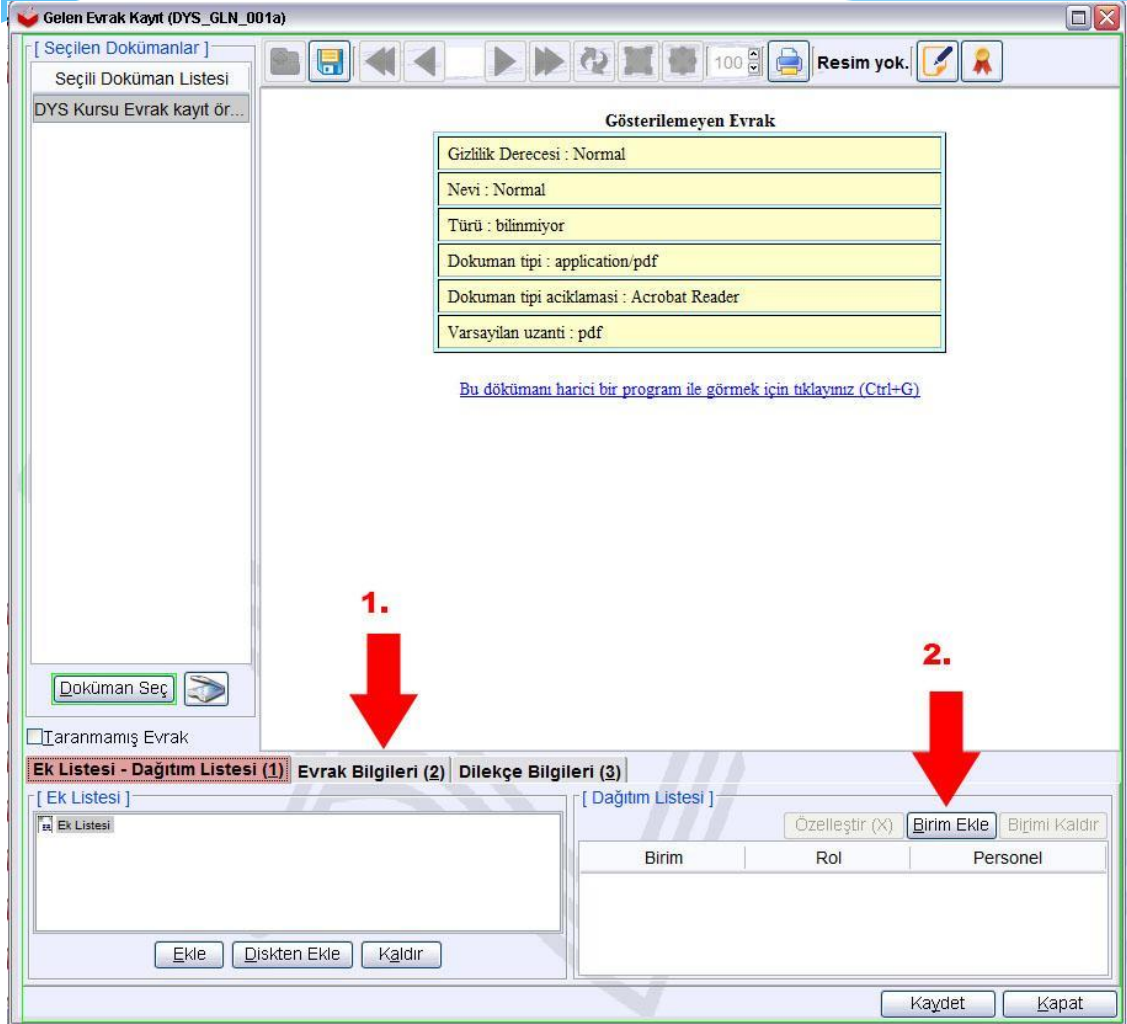 Gelen Evrak Kayıt (DYS_GLN_001a)
[ Seçilen Dokümanlar ]
Seçili Doküman Listesi
DYS Kursu Evrak kayıt ör...
100
Resim yok.
Gösterilemeyen Evrak
Gizlilik Derecesi : Normal
Nevi : Normal
Türü : bilinmiyor
Dokuman tipi : application/pdf
Dokuman tipi aciklamasi : Acrobat Reader
Varsayilan uzanti : pdf
Bu dökümanı harici bir program ile görmek için tıklayınız (Ctrl+G)
1.
2.
Doküman Seç
Taranmamış Evrak
Ek Listesi - Dağıtım Listesi (1) Evrak Bilgileri (2) Dilekçe Bilgileri (3)
[ Ek Listesi ]
Ek Listesi
Ekle Diskten Ekle Kaldır
[ Dağıtım Listesi ]
Özelleştir (X) Birim Ekle Birimi Kaldır
Birim Rol Personel
Kaydet Kapat